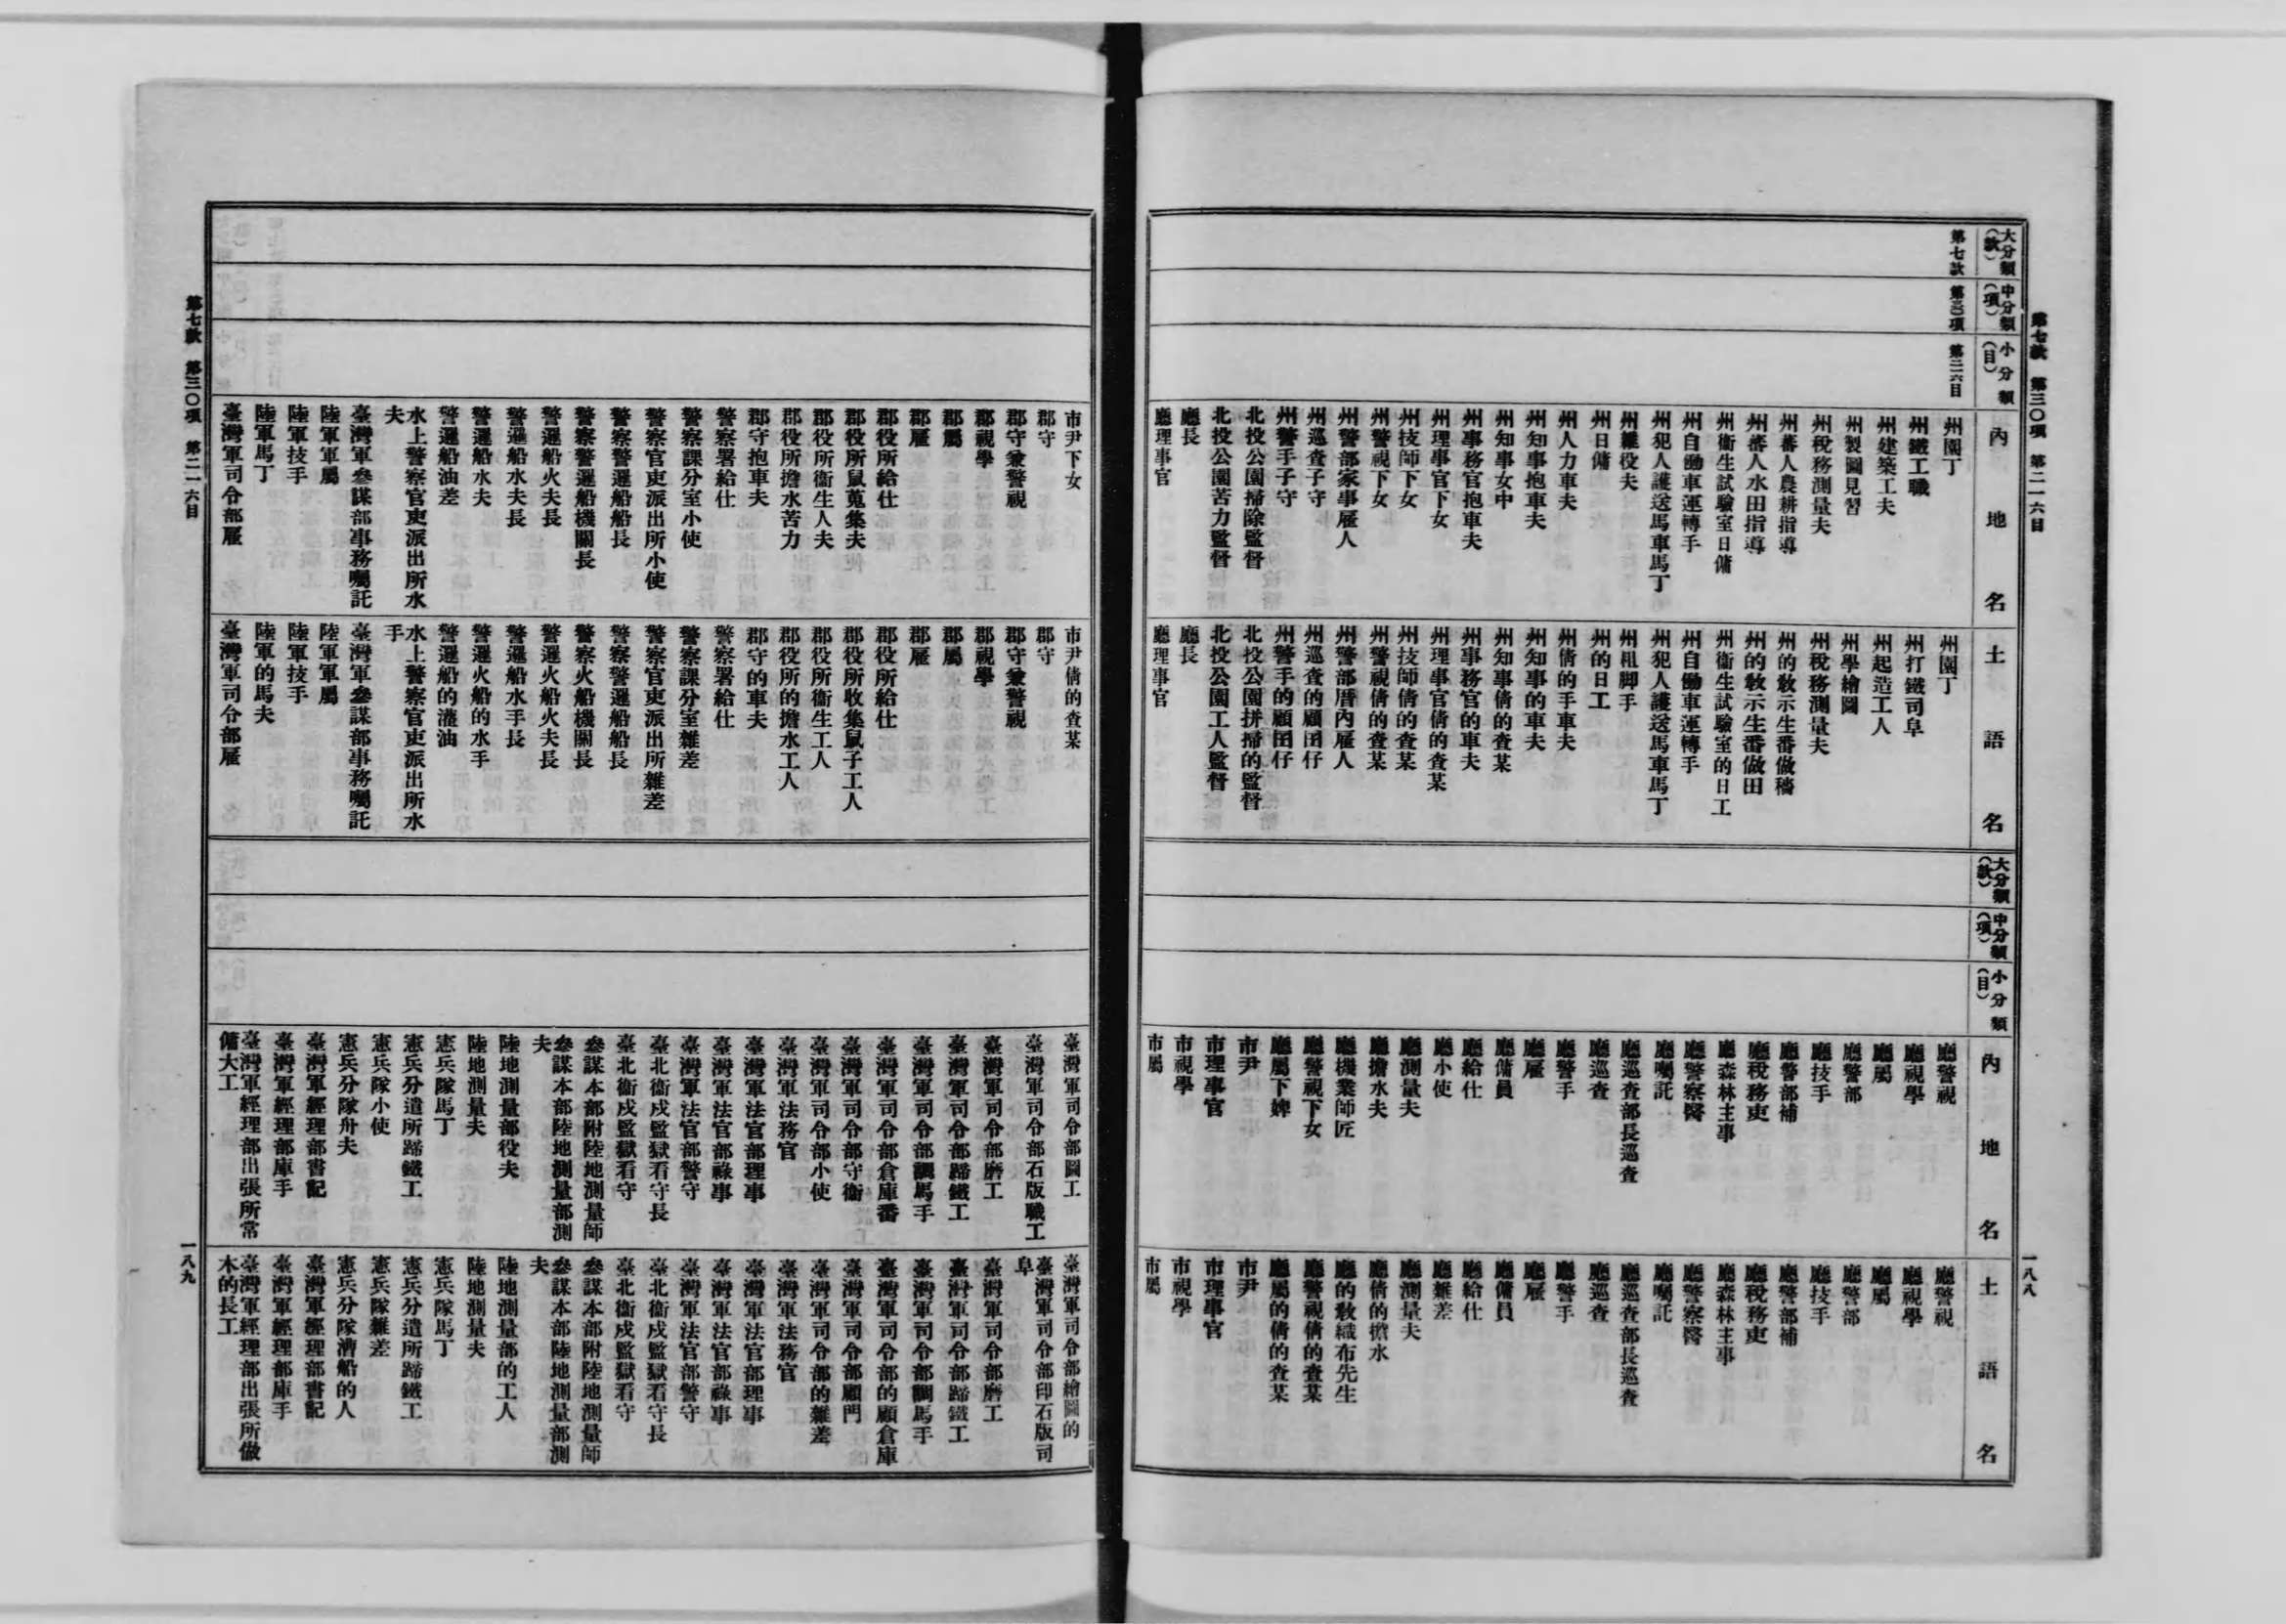 第七款 第三〇項 第二一六目
一八八
大分類(款)
中分類(項)
小分類(目)
內地名
土語名
第七款
第三〇項
第二一六目
州園丁
州鐵工職
州建築工夫
州製圖見習
州稅務測量夫
州蕃人農耕指導
州蕃人水田指導
州衞生試驗室日傭
州自働車運轉手
州犯人護送馬車馬丁
州雜役夫
州日傭
州人力車夫
州知事抱車夫
州知事女中
州事務官抱車夫
州理事官下女
州技師下女
州警視下女
州警部家事雇人
州巡查子守
州警手子守
北投公園掃除監督
北投公園苦力監督
廳長
廳理事官
州園丁
州打鐵司阜
州起造工人
州學繪圖
州稅務測量夫
州的敎示生番做穡
州的敎示生番做田
州衞生試驗室的日工
州自働車運轉手
州犯人護送馬車馬丁
州粗脚手
州的日工
州倩的手車夫
州知事的車夫
州知事倩的查某
州事務官的車夫
州理事官倩的查某
州技師倩的查某
州警視倩的查某
州警部厝內雇人
州巡查的顧囝仔
州警手的顧囝仔
北投公園拼掃的監督
北投公園工人監督
廳長
廳理事官
大分類(款)
中分類(項)
小分類(目)
內地名
土語名
廳警視
廳視學
廳屬
廳警部
廳技手
廳警部補
廳稅務吏
廳森林主事
廳警察醫
廳囑託
廳巡查部長巡查
廳巡查
廳警手
廳雇
廳傭員
廳給仕
廳小使
廳測量夫
廳擔水夫
廳機業師匠
廳警視下女
廳屬下婢
市尹
市理事官
市視學
市屬
廳警視
廳視學
廳屬
廳警部
廳技手
廳警部補
廳稅務吏
廳森林主事
廳警察醫
廳囑託
廳巡查部長巡查
廳巡查
廳警手
廳雇
廳傭員
廳給仕
廳雜差
廳測量夫
廳倩的擔水
廳的敎織布先生
廳警視倩的查某
廳屬的倩的查某
市尹
市理事官
市視學
市屬
市尹下女
郡守
郡守兼警視
郡視學
郡屬
郡雇
郡役所給仕
郡役所鼠蒐集夫
郡役所衞生人夫
郡役所擔水苦力
郡守抱車夫
警察署給仕
警察課分室小使
警察官吏派出所小使
警察警邏船船長
警察警邏船機關長
警邏船火夫長
警邏船水夫長
警邏船水夫
警邏船油差
水上警察官吏派出所水
夫
臺灣軍參謀部事務囑託
陸軍軍屬
陸軍技手
陸軍馬丁
臺灣軍司令部雇
市尹倩的查某
郡守
郡守兼警視
郡視學
郡屬
郡雇
郡役所給仕
郡役所收集鼠子工人
郡役所衞生工人
郡役所的擔水工人
郡守的車夫
警察署給仕
警察課分室雜差
警察官吏派出所雜差
警察警邏船船長
警察火船機關長
警邏火船火夫長
警邏船水手長
警邏火船的水手
警邏船的灌油
水上警察官吏派出所水
手
臺灣軍參謀部事務囑託
陸軍軍屬
陸軍技手
陸軍的馬夫
臺灣軍司令部雇
臺灣軍司令部圖工
臺灣軍司令部石版職工
臺灣軍司令部磨工
臺灣軍司令部蹄鐵工
臺灣軍司令部調馬手
臺灣軍司令部倉庫番
臺灣軍司令部守衞
臺灣軍司令部小使
臺灣軍法務官
臺灣軍法官部理事
臺灣軍法官部祿事
臺灣軍法官部警守
臺北衞戍監獄看守長
臺北衞戍監獄看守
參謀本部附陸地測量師
參謀本部陸地測量部測
夫
陸地測量部役夫
陸地測量夫
憲兵隊馬丁
憲兵分遣所蹄鐵工
憲兵隊小使
憲兵分隊舟夫
臺灣軍經理部書記
臺灣軍經理部庫手
臺灣軍經理部出張所常
傭大工
臺灣軍司令部繪圖的
臺灣軍司令部印石版司
阜
臺灣軍司令部磨工
臺灣軍司令部蹄鐵工
臺灣軍司令部調馬手
臺灣軍司令部的顧倉庫
臺灣軍司令部顧門
臺灣軍司令部的雜差
臺灣軍法務官
臺灣軍法官部理事
臺灣軍法官部祿事
臺灣軍法官部警守
臺北衞戍監獄看守長
臺北衞戍監獄看守
參謀本部附陸地測量師
參謀本部陸地測量部測
夫
陸地測量部的工人
陸地測量夫
憲兵隊馬丁
憲兵分遣所蹄鐵工
憲兵隊雜差
憲兵分隊濟船的人
臺灣軍經理部書記
臺灣軍經理部庫手
臺灣軍經理部出張所做
木的長工
第七款 第三〇項 第二一六目
一八九